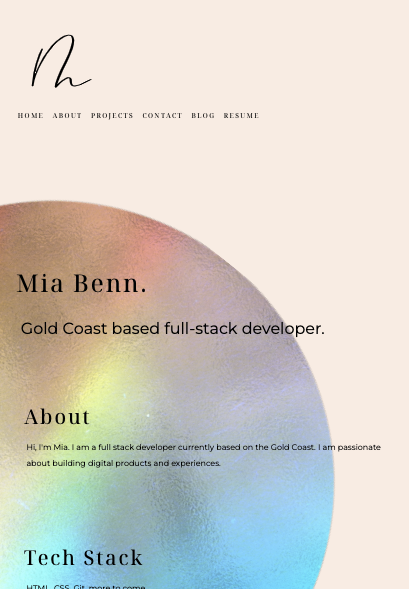 HOME ABOUT PROJECTS CONTACT BLOG RESUME
Mia Benn.
Gold Coast based full-stack developer.
About
Hi, I'm Mia. I am a full stack developer currently based on the Gold Coast. I am passionate
about building digital products and experiences.
Tech Stack
HTML, CSS, Git, more to come